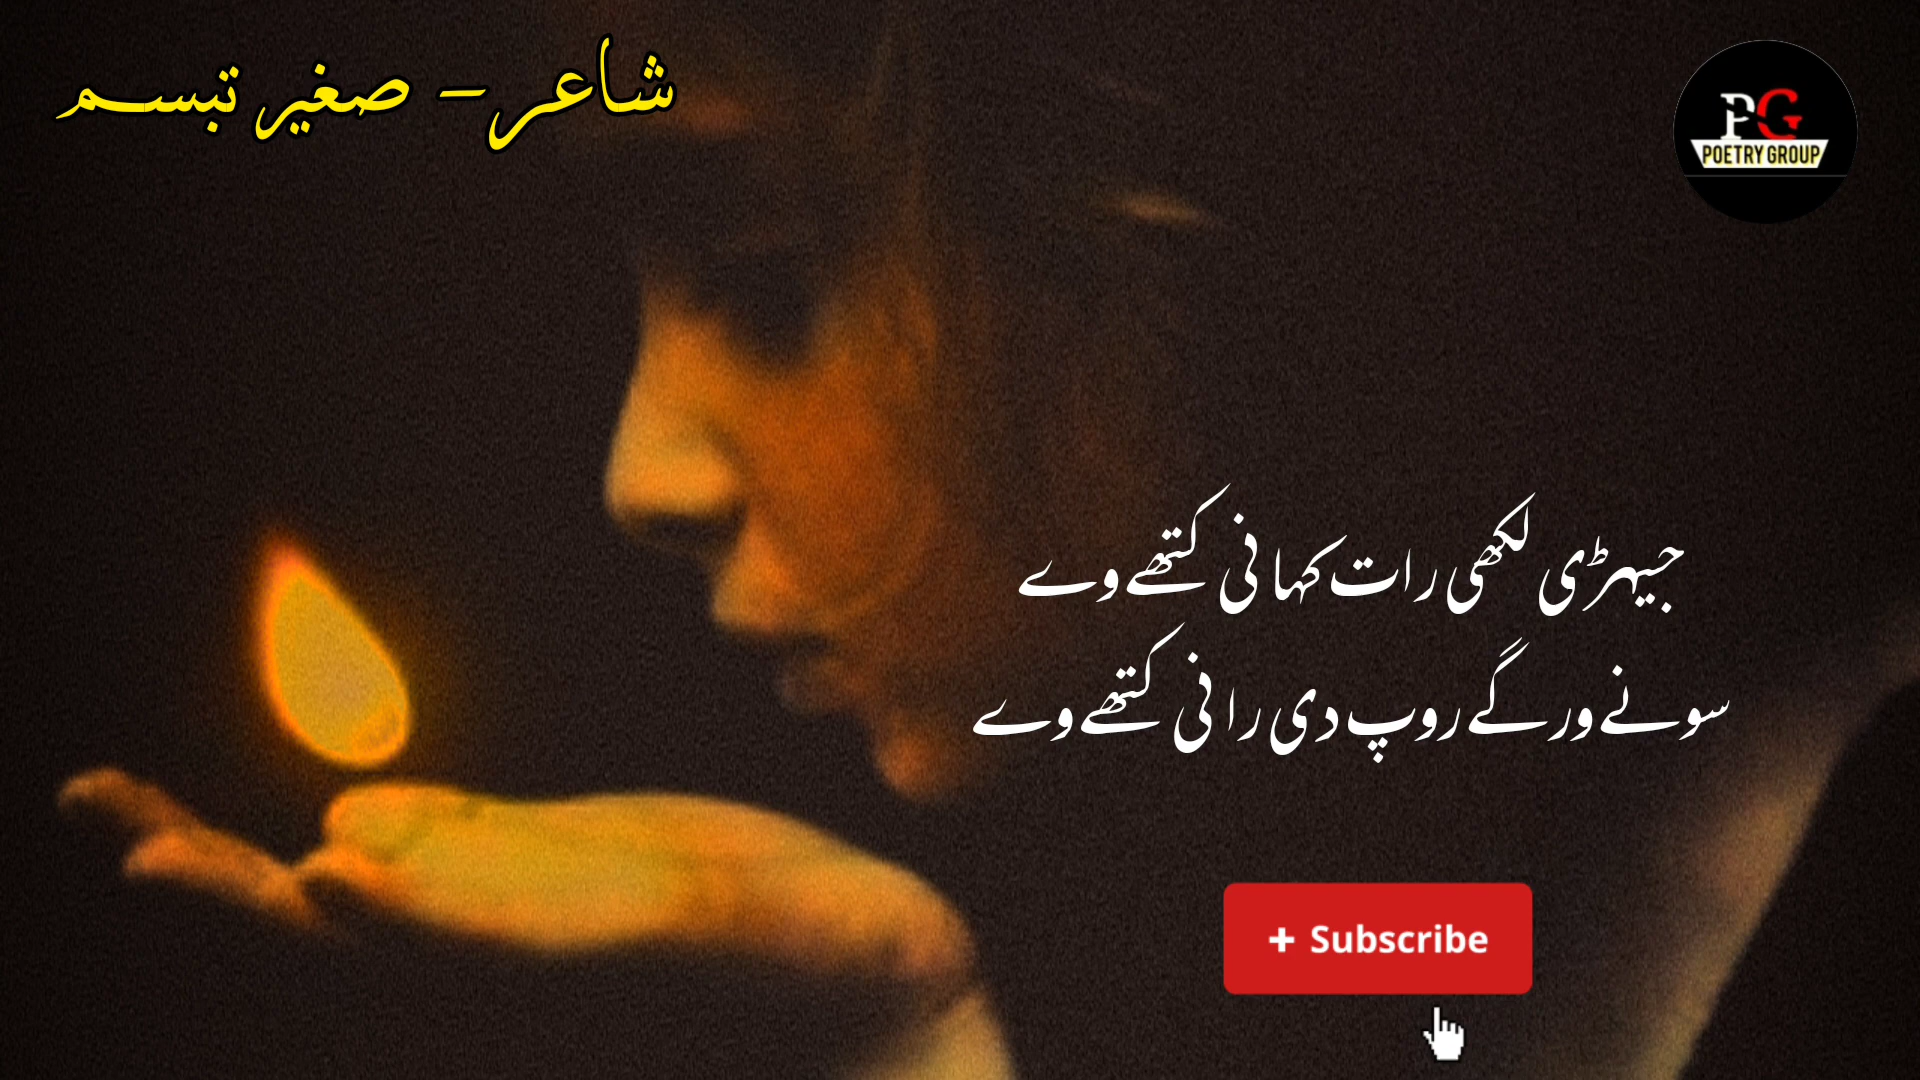 شاعر - صغیر تبسم
PG
POETRY GROUP
جیہڑی لکھی رات کہانی کتھے وے
سونے ورگے روپ دی رانی کتھے وے
+ Subscribe